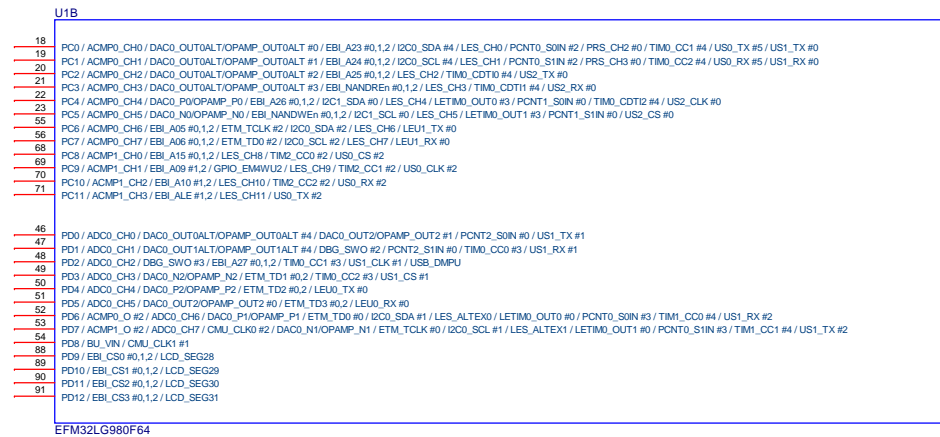 U1B
18 PC0 / ACMP0_CH0 / DAC0_OUT0ALT/OPAMP_OUT0ALT #0 / EBI_A23 #0,1,2 / I2C0_SDA #4 / LES_CH0 / PCNT0_S0IN #2 / PRS_CH2 #0 / TIM0_CC1 #4 / US0_TX #5 / US1_TX #0
19 PC1 / ACMP0_CH1 / DAC0_OUT0ALT/OPAMP_OUT0ALT #1 / EBI_A24 #0,1,2 / I2C0_SCL #4 / LES_CH1 / PCNT0_S1IN #2 / PRS_CH3 #0 / TIM0_CC2 #4 / US0_RX #5 / US1_RX #0
20 PC2 / ACMP0_CH2 / DAC0_OUT0ALT/OPAMP_OUT0ALT #2 / EBI_A25 #0,1,2 / LES_CH2 / TIM0_CDTI0 #4 / US2_TX #0
21 PC3 / ACMP0_CH3 / DAC0_OUT0ALT/OPAMP_OUT0ALT #3 / EBI_NANDREn #0,1,2 / LES_CH3 / TIM0_CDTI1 #4 / US2_RX #0
22 PC4 / ACMP0_CH4 / DAC0_P0/OPAMP_P0 / EBI_A26 #0,1,2 / I2C1_SDA #0 / LES_CH4 / LETIM0_OUT0 #3 / PCNT1_S0IN #0 / TIM0_CDTI2 #4 / US2_CLK #0
23 PC5 / ACMP0_CH5 / DAC0_N0/OPAMP_N0 / EBI_NANDWEn #0,1,2 / I2C1_SCL #0 / LES_CH5 / LETIM0_OUT1 #3 / PCNT1_S1IN #0 / US2_CS #0
55 PC6 / ACMP0_CH6 / EBI_A05 #0,1,2 / ETM_TCLK #2 / I2C0_SDA #2 / LES_CH6 / LEU1_TX #0
56 PC7 / ACMP0_CH7 / EBI_A06 #0,1,2 / ETM_TD0 #2 / I2C0_SCL #2 / LES_CH7 / LEU1_RX #0
68 PC8 / ACMP1_CH0 / EBI_A15 #0,1,2 / LES_CH8 / TIM2_CC0 #2 / US0_CS #2
69 PC9 / ACMP1_CH1 / EBI_A09 #1,2 / GPIO_EM4WU2 / LES_CH9 / TIM2_CC1 #2 / US0_CLK #2
70 PC10 / ACMP1_CH2 / EBI_A10 #1,2 / LES_CH10 / TIM2_CC2 #2 / US0_RX #2
71 PC11 / ACMP1_CH3 / EBI_ALE #1,2 / LES_CH11 / US0_TX #2
46 PD0 / ADC0_CH0 / DAC0_OUT0ALT/OPAMP_OUT0ALT #4 / DAC0_OUT2/OPAMP_OUT2 #1 / PCNT2_S0IN #0 / US1_TX #1
47 PD1 / ADC0_CH1 / DAC0_OUT1ALT/OPAMP_OUT1ALT #4 / DBG_SWO #2 / PCNT2_S1IN #0 / TIM0_CC0 #3 / US1_RX #1
48 PD2 / ADC0_CH2 / DBG_SWO #3 / EBI_A27 #0,1,2 / TIM0_CC1 #3 / US1_CLK #1 / USB_DMPU
49 PD3 / ADC0_CH3 / DAC0_N2/OPAMP_N2 / ETM_TD1 #0,2 / TIM0_CC2 #3 / US1_CS #1
50 PD4 / ADC0_CH4 / DAC0_P2/OPAMP_P2 / ETM_TD2 #0,2 / LEU0_TX #0
51 PD5 / ADC0_CH5 / DAC0_OUT2/OPAMP_OUT2 #0 / ETM_TD3 #0,2 / LEU0_RX #0
52 PD6 / ACMP0_O #2 / ADC0_CH6 / DAC0_P1/OPAMP_P1 / ETM_TD0 #0 / I2C0_SDA #1 / LES_ALTEX0 / LETIM0_OUT0 #0 / PCNT0_S0IN #3 / TIM1_CC0 #4 / US1_RX #2
53 PD7 / ACMP1_O #2 / ADC0_CH7 / CMU_CLK0 #2 / DAC0_N1/OPAMP_N1 / ETM_TCLK #0 / I2C0_SCL #1 / LES_ALTEX1 / LETIM0_OUT1 #0 / PCNT0_S1IN #3 / TIM1_CC1 #4 / US1_TX #2
54 PD8 / BU_VIN / CMU_CLK1 #1
88 PD9 / EBI_CS0 #0,1,2 / LCD_SEG28
89 PD10 / EBI_CS1 #0,1,2 / LCD_SEG29
90 PD11 / EBI_CS2 #0,1,2 / LCD_SEG30
91 PD12 / EBI_CS3 #0,1,2 / LCD_SEG31
EFM32LG980F64